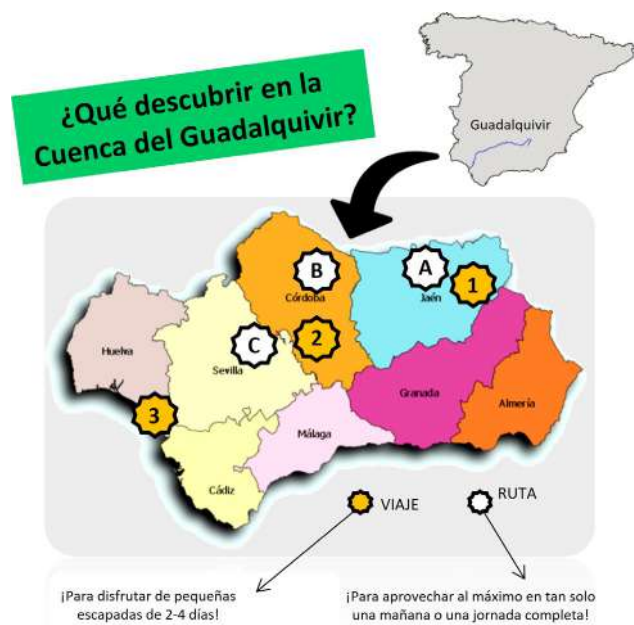 ¿Qué descubrir en la
Cuenca del Guadalquivir?
Guadalquivir
B
A
1
Córdoba
Jaén
2
C
Huelva
Sevilla
3
Granada
Almería
Málaga
Cádiz
VIAJE
RUTA
¡Para disfrutar de pequeñas
escapadas de 2-4 días!
¡Para aprovechar al máximo en tan solo
una mañana o una jornada completa!